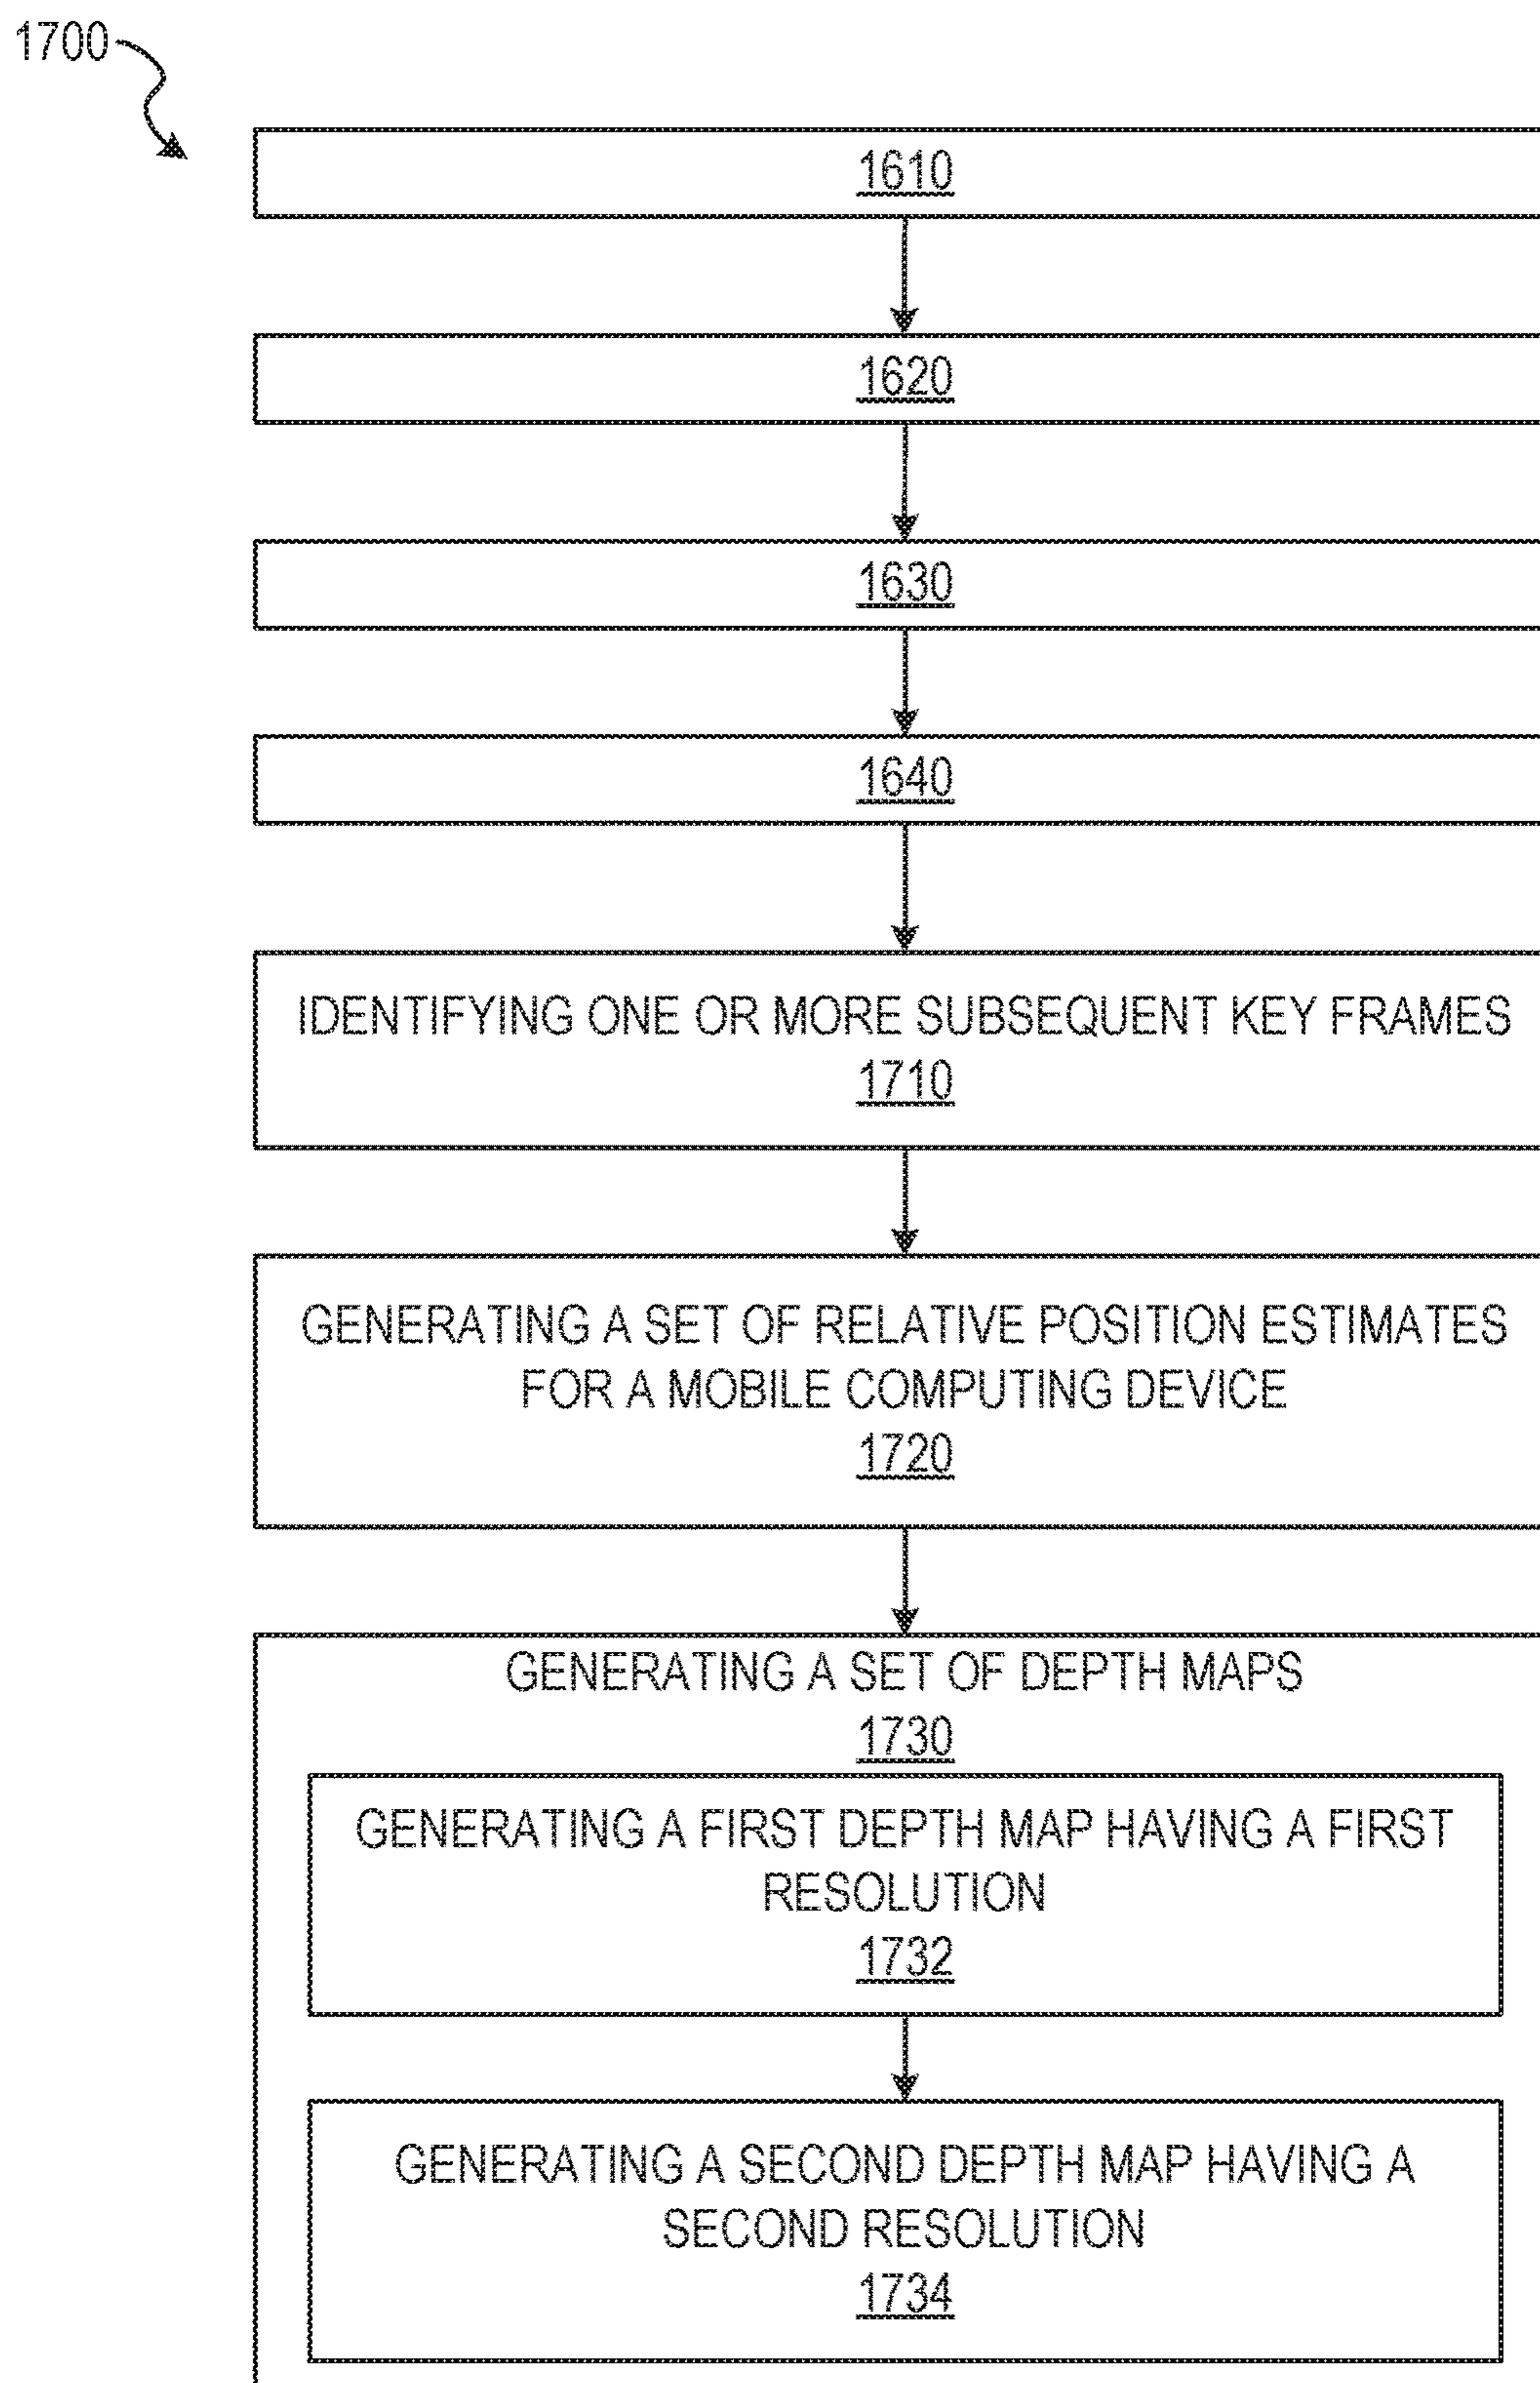 1700
1610
1620
1630
1640
IDENTIFYING ONE OR MORE SUBSEQUENT KEY FRAMES
1710
GENERATING A SET OF RELATIVE POSITION ESTIMATES
FOR A MOBILE COMPUTING DEVICE
1720
GENERATING A SET OF DEPTH MAPS
1730
GENERATING A FIRST DEPTH MAP HAVING A FIRST
RESOLUTION
1732
GENERATING A SECOND DEPTH MAP HAVING A
SECOND RESOLUTION
1734